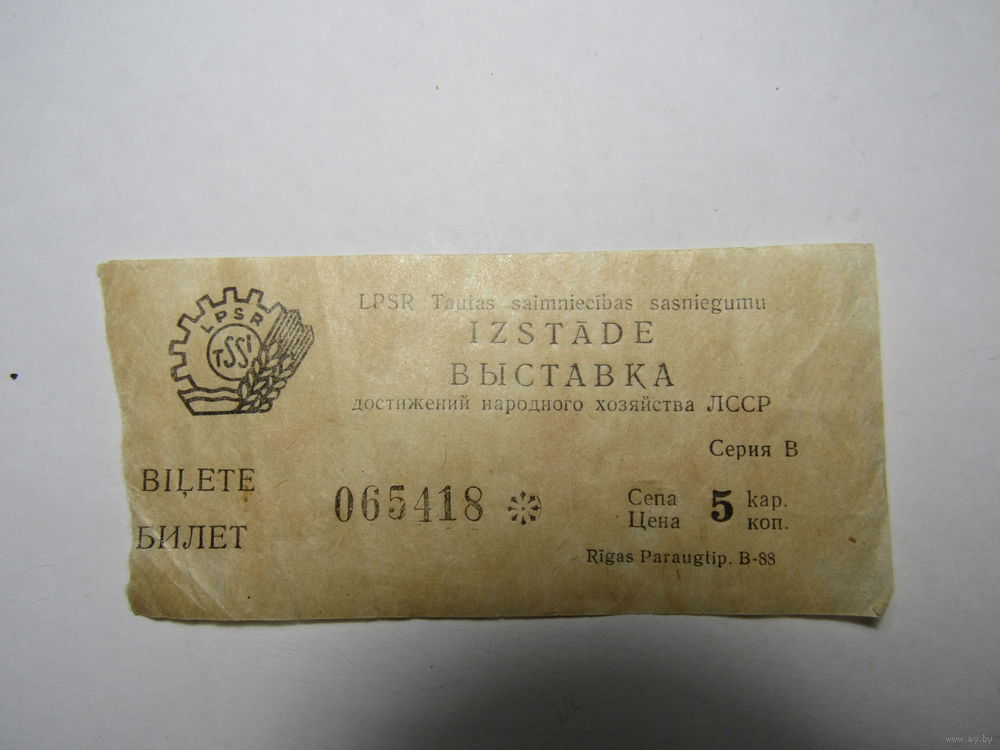 LPSR
TSSI
LPSR Tautas saimniecības sasniegumu
IZSTĀDE
ВЫСТАВКА
достижений народного хозяйства ЛССР
Серия В
BIĻETE
БИЛЕТ
065418
Cena 5 kap.
Цена коп.
Rīgas Paraugtip. B-88
www.ay.by